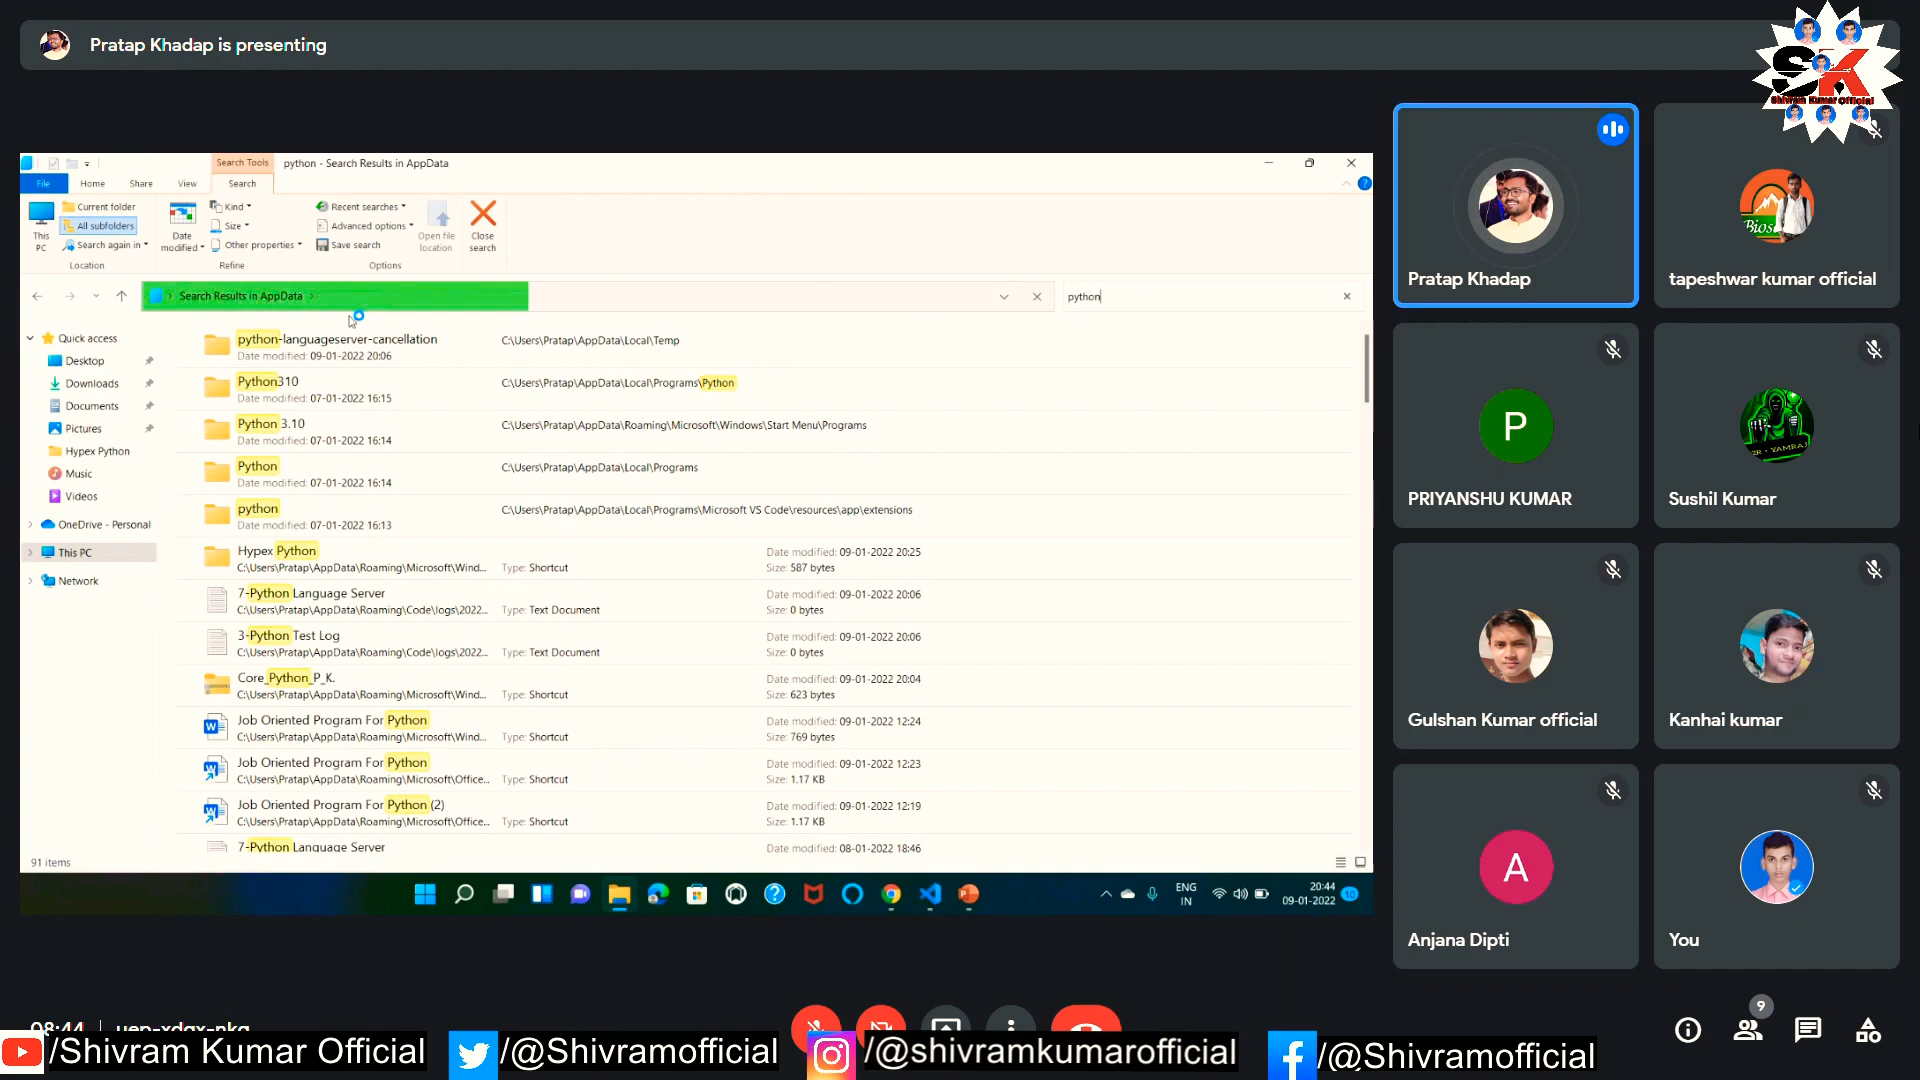 Pratap Khadap is presenting
SK
Shivram Kumar Official
Search Tools
python - Search Results in AppData
File
Home
Share
View
Search
This PC
Current folder
All subfolders
Search again in
Location
Date modified
Kind
Size
Other properties
Refine
Recent searches
Advanced options
Save search
Options
Open file location
Close search
Search Results in AppData
python
Quick access
Desktop
Downloads
Documents
Pictures
Hypex Python
Music
Videos
OneDrive - Personal
This PC
Network
python-languageserver-cancellation
Date modified: 09-01-2022 20:06
C:\Users\Pratap\AppData\Local\Temp
Python310
Date modified: 07-01-2022 16:15
C:\Users\Pratap\AppData\Local\Programs\Python
Python 3.10
Date modified: 07-01-2022 16:14
C:\Users\Pratap\AppData\Roaming\Microsoft\Windows\Start Menu\Programs
Python
Date modified: 07-01-2022 16:14
C:\Users\Pratap\AppData\Local\Programs
python
Date modified: 07-01-2022 16:13
C:\Users\Pratap\AppData\Local\Programs\Microsoft VS Code\resources\app\extensions
Hypex Python
C:\Users\Pratap\AppData\Roaming\Microsoft\Wind...
Type: Shortcut
Date modified: 09-01-2022 20:25
Size: 587 bytes
7-Python Language Server
C:\Users\Pratap\AppData\Roaming\Code\logs\2022...
Type: Text Document
Date modified: 09-01-2022 20:06
Size: 0 bytes
3-Python Test Log
C:\Users\Pratap\AppData\Roaming\Code\logs\2022...
Type: Text Document
Date modified: 09-01-2022 20:06
Size: 0 bytes
Core_Python_P_K.
C:\Users\Pratap\AppData\Roaming\Microsoft\Wind...
Type: Shortcut
Date modified: 09-01-2022 20:04
Size: 623 bytes
Job Oriented Program For Python
C:\Users\Pratap\AppData\Roaming\Microsoft\Wind...
Type: Shortcut
Date modified: 09-01-2022 12:24
Size: 769 bytes
Job Oriented Program For Python
C:\Users\Pratap\AppData\Roaming\Microsoft\Office...
Type: Shortcut
Date modified: 09-01-2022 12:23
Size: 1.17 KB
Job Oriented Program For Python (2)
C:\Users\Pratap\AppData\Roaming\Microsoft\Office...
Type: Shortcut
Date modified: 09-01-2022 12:19
Size: 1.17 KB
7-Python Language Server
Date modified: 08-01-2022 18:46
91 items
ENG
IN
20:44
09-01-2022
10
Pratap Khadap
Bios
tapeshwar kumar official
P
PRIYANSHU KUMAR
Sushil Kumar
Gulshan Kumar official
Kanhai kumar
A
Anjana Dipti
You
08:44
uep-xdqx-nkq
9
/Shivram Kumar Official
/@Shivramofficial
/@shivramkumarofficial
/@Shivramofficial